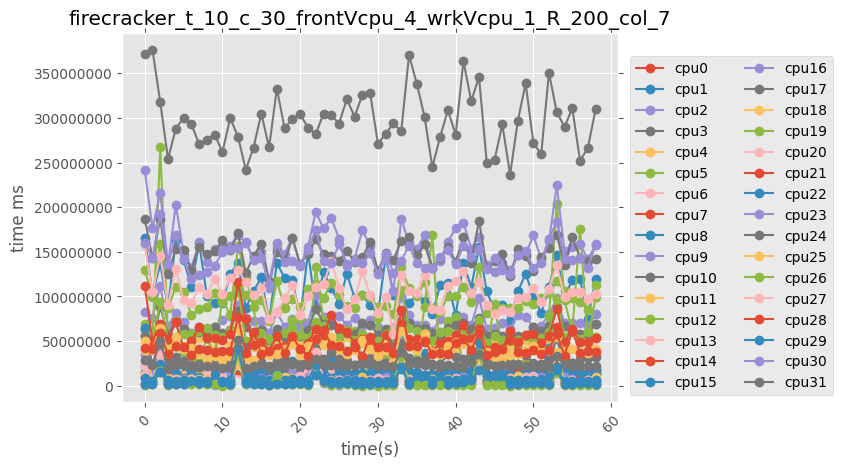 firecracker_t_10_c_30_frontVcpu_4_wrkVcpu_1_R_200_col_7
time ms
350000000
300000000
250000000
200000000
150000000
100000000
50000000
0
0
10
20
30
40
50
60
time(s)
cpu0
cpu1
cpu2
cpu3
cpu4
cpu5
cpu6
cpu7
cpu8
cpu9
cpu10
cpu11
cpu12
cpu13
cpu14
cpu15
cpu16
cpu17
cpu18
cpu19
cpu20
cpu21
cpu22
cpu23
cpu24
cpu25
cpu26
cpu27
cpu28
cpu29
cpu30
cpu31